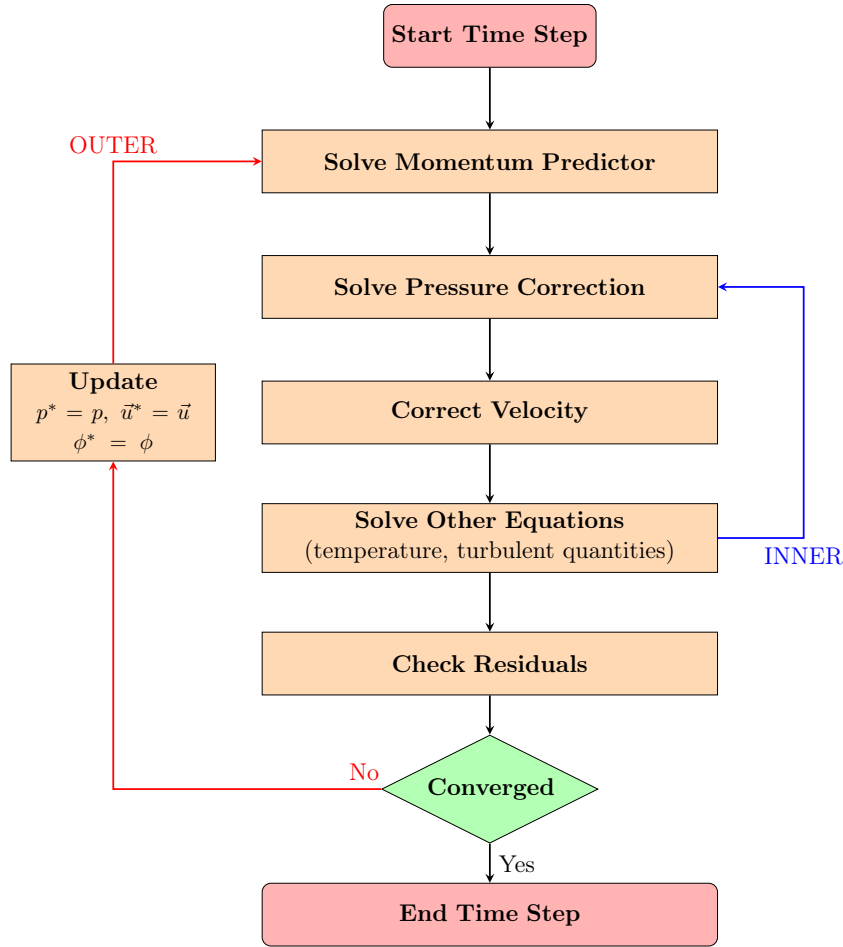 Start Time Step
OUTER
Solve Momentum Predictor
Solve Pressure Correction
Update
p* = p, u⃗* = u⃗
ϕ* = ϕ
Correct Velocity
Solve Other Equations
(temperature, turbulent quantities)
INNER
Check Residuals
No
Converged
Yes
End Time Step